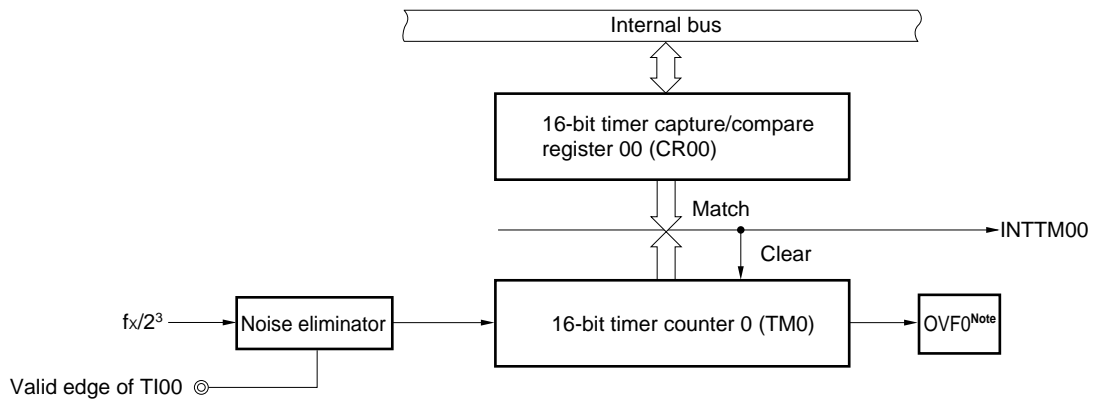 Internal bus
16-bit timer capture/compare
register 00 (CR00)
Match
INTTM00
Clear
fx/2³
Noise eliminator
16-bit timer counter 0 (TM0)
OVF0Note
Valid edge of TI00